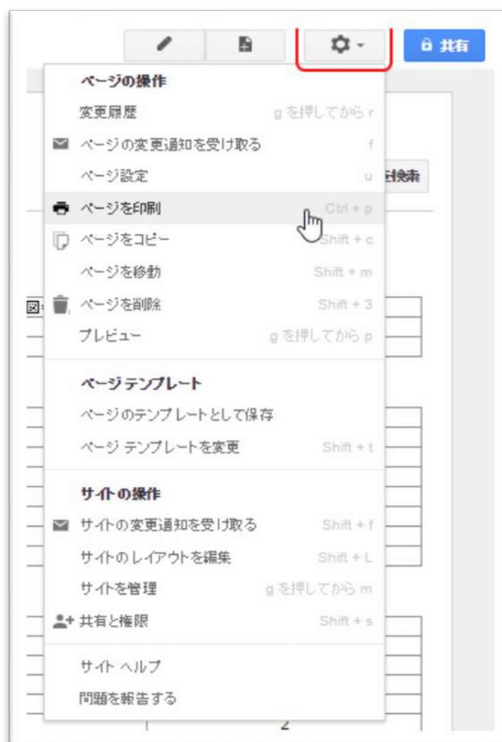 共有
ページの操作
変更履歴 g を押してから r
ページの変更通知を受け取る f
ページ設定 u
を検索
ページを印刷 Ctrl + p
ページをコピー Shift + c
ページを移動 Shift + m
図
ページを削除 Shift + 3
プレビュー g を押してから p
ページ テンプレート
ページのテンプレートとして保存
ページ テンプレートを変更 Shift + t
サイトの操作
サイトの変更通知を受け取る Shift + f
サイトのレイアウトを編集 Shift + L
サイトを管理 g を押してから m
共有と権限 Shift + s
サイト ヘルプ
問題を報告する
2